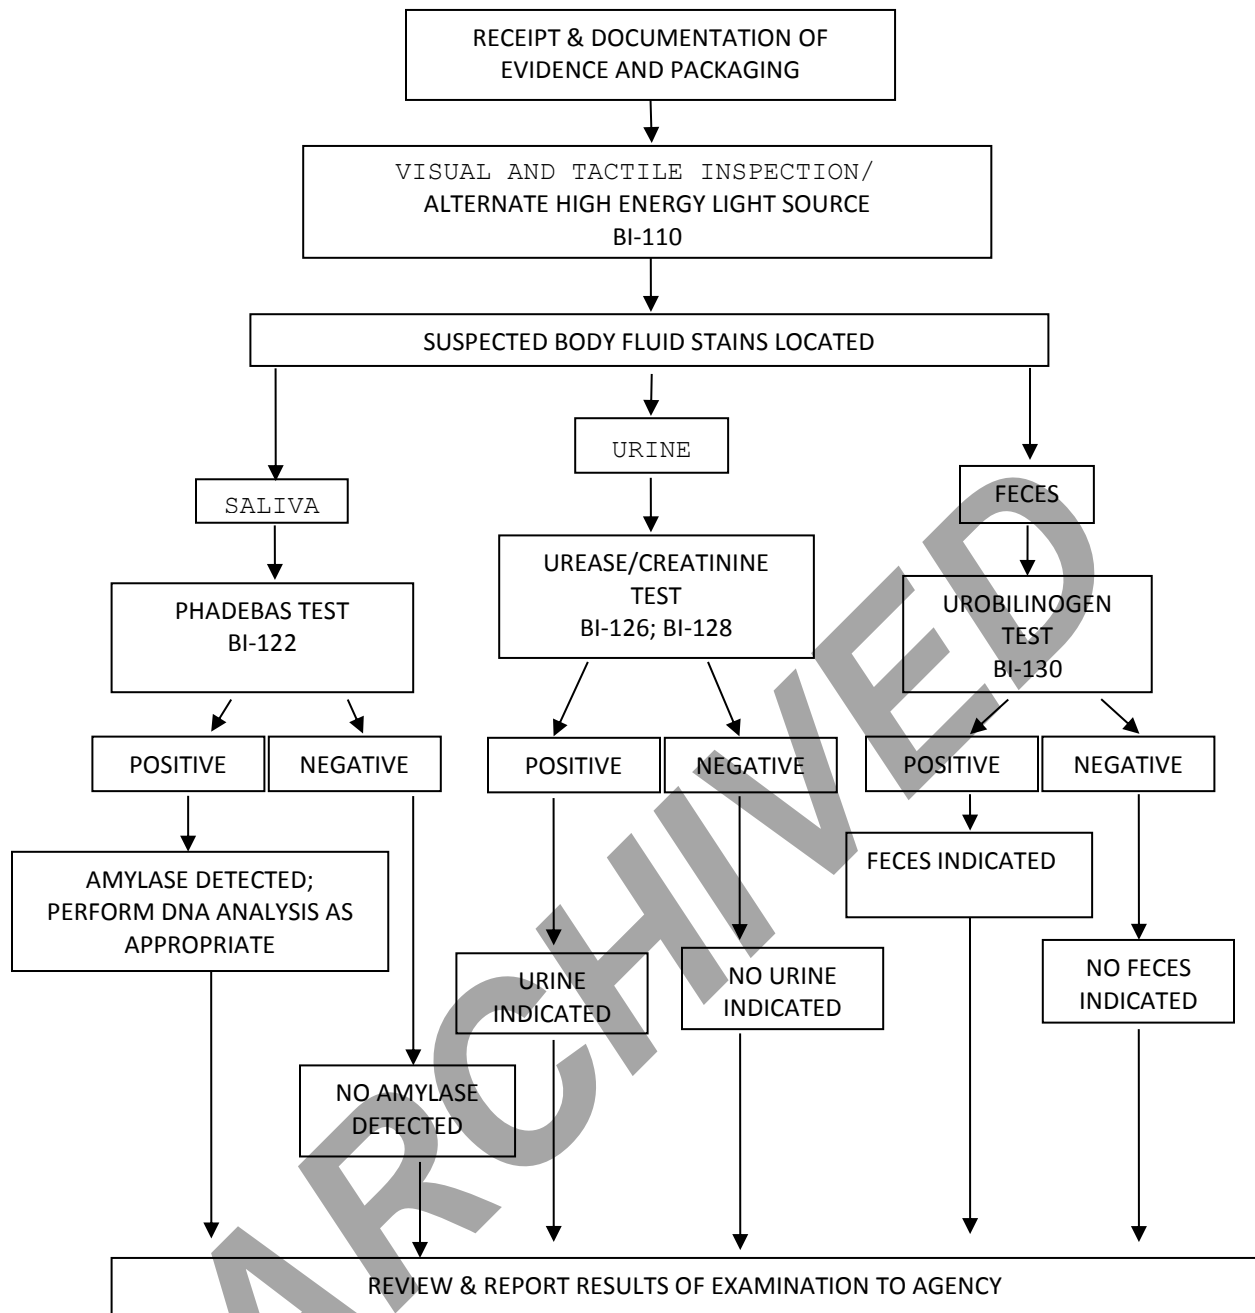 RECEIPT & DOCUMENTATION OF
EVIDENCE AND PACKAGING
VISUAL AND TACTILE INSPECTION/
ALTERNATE HIGH ENERGY LIGHT SOURCE
BI-110
SUSPECTED BODY FLUID STAINS LOCATED
SALIVA
URINE
FECES
PHADEBAS TEST
BI-122
UREASE/CREATININE
TEST
BI-126; BI-128
UROBILINOGEN
TEST
BI-130
POSITIVE
NEGATIVE
POSITIVE
NEGATIVE
POSITIVE
NEGATIVE
AMYLASE DETECTED;
PERFORM DNA ANALYSIS AS
APPROPRIATE
NO AMYLASE
DETECTED
URINE
INDICATED
NO URINE
INDICATED
FECES INDICATED
NO FECES
INDICATED
REVIEW & REPORT RESULTS OF EXAMINATION TO AGENCY
ARCHIVED